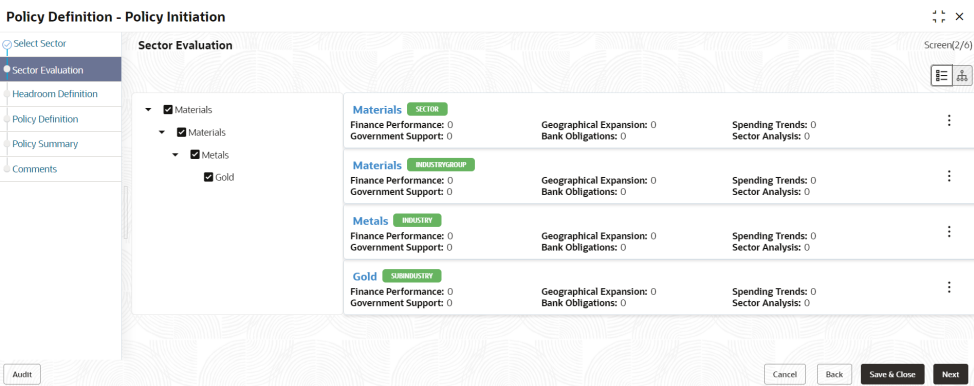 Policy Definition - Policy Initiation
Select Sector
Sector Evaluation
Headroom Definition
Policy Definition
Policy Summary
Comments
Sector Evaluation
Screen(2/6)
Materials
Materials
Metals
Gold
Materials SECTOR
Finance Performance: 0 Geographical Expansion: 0 Spending Trends: 0
Government Support: 0 Bank Obligations: 0 Sector Analysis: 0
Materials INDUSTRYGROUP
Finance Performance: 0 Geographical Expansion: 0 Spending Trends: 0
Government Support: 0 Bank Obligations: 0 Sector Analysis: 0
Metals INDUSTRY
Finance Performance: 0 Geographical Expansion: 0 Spending Trends: 0
Government Support: 0 Bank Obligations: 0 Sector Analysis: 0
Gold SUBINDUSTRY
Finance Performance: 0 Geographical Expansion: 0 Spending Trends: 0
Government Support: 0 Bank Obligations: 0 Sector Analysis: 0
Audit Cancel Back Save & Close Next